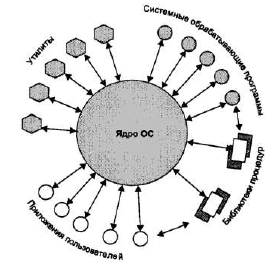 Системные обрабатывающие программы
Утилиты
Ядро ОС
Библиотеки процедур
Приложения пользователей